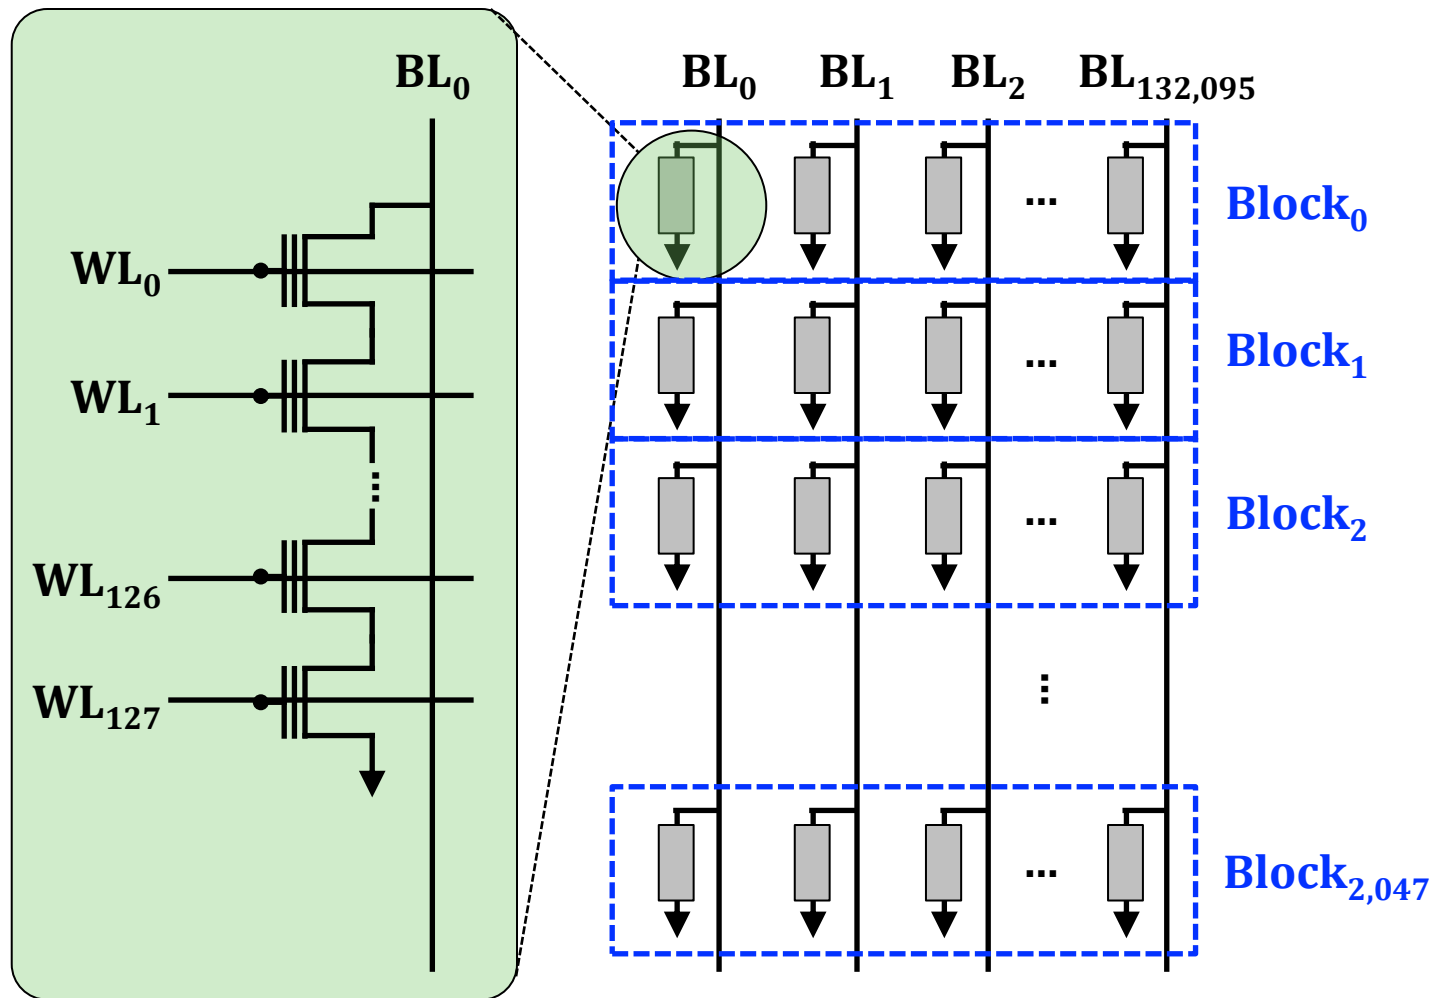 BL₀
WL₀
WL₁
...
WL₁₂₆
WL₁₂₇
BL₀ BL₁ BL₂ BL₁₃₂,₀₉₅
... Block₀
... Block₁
... Block₂
...
... Block₂,₀₄₇